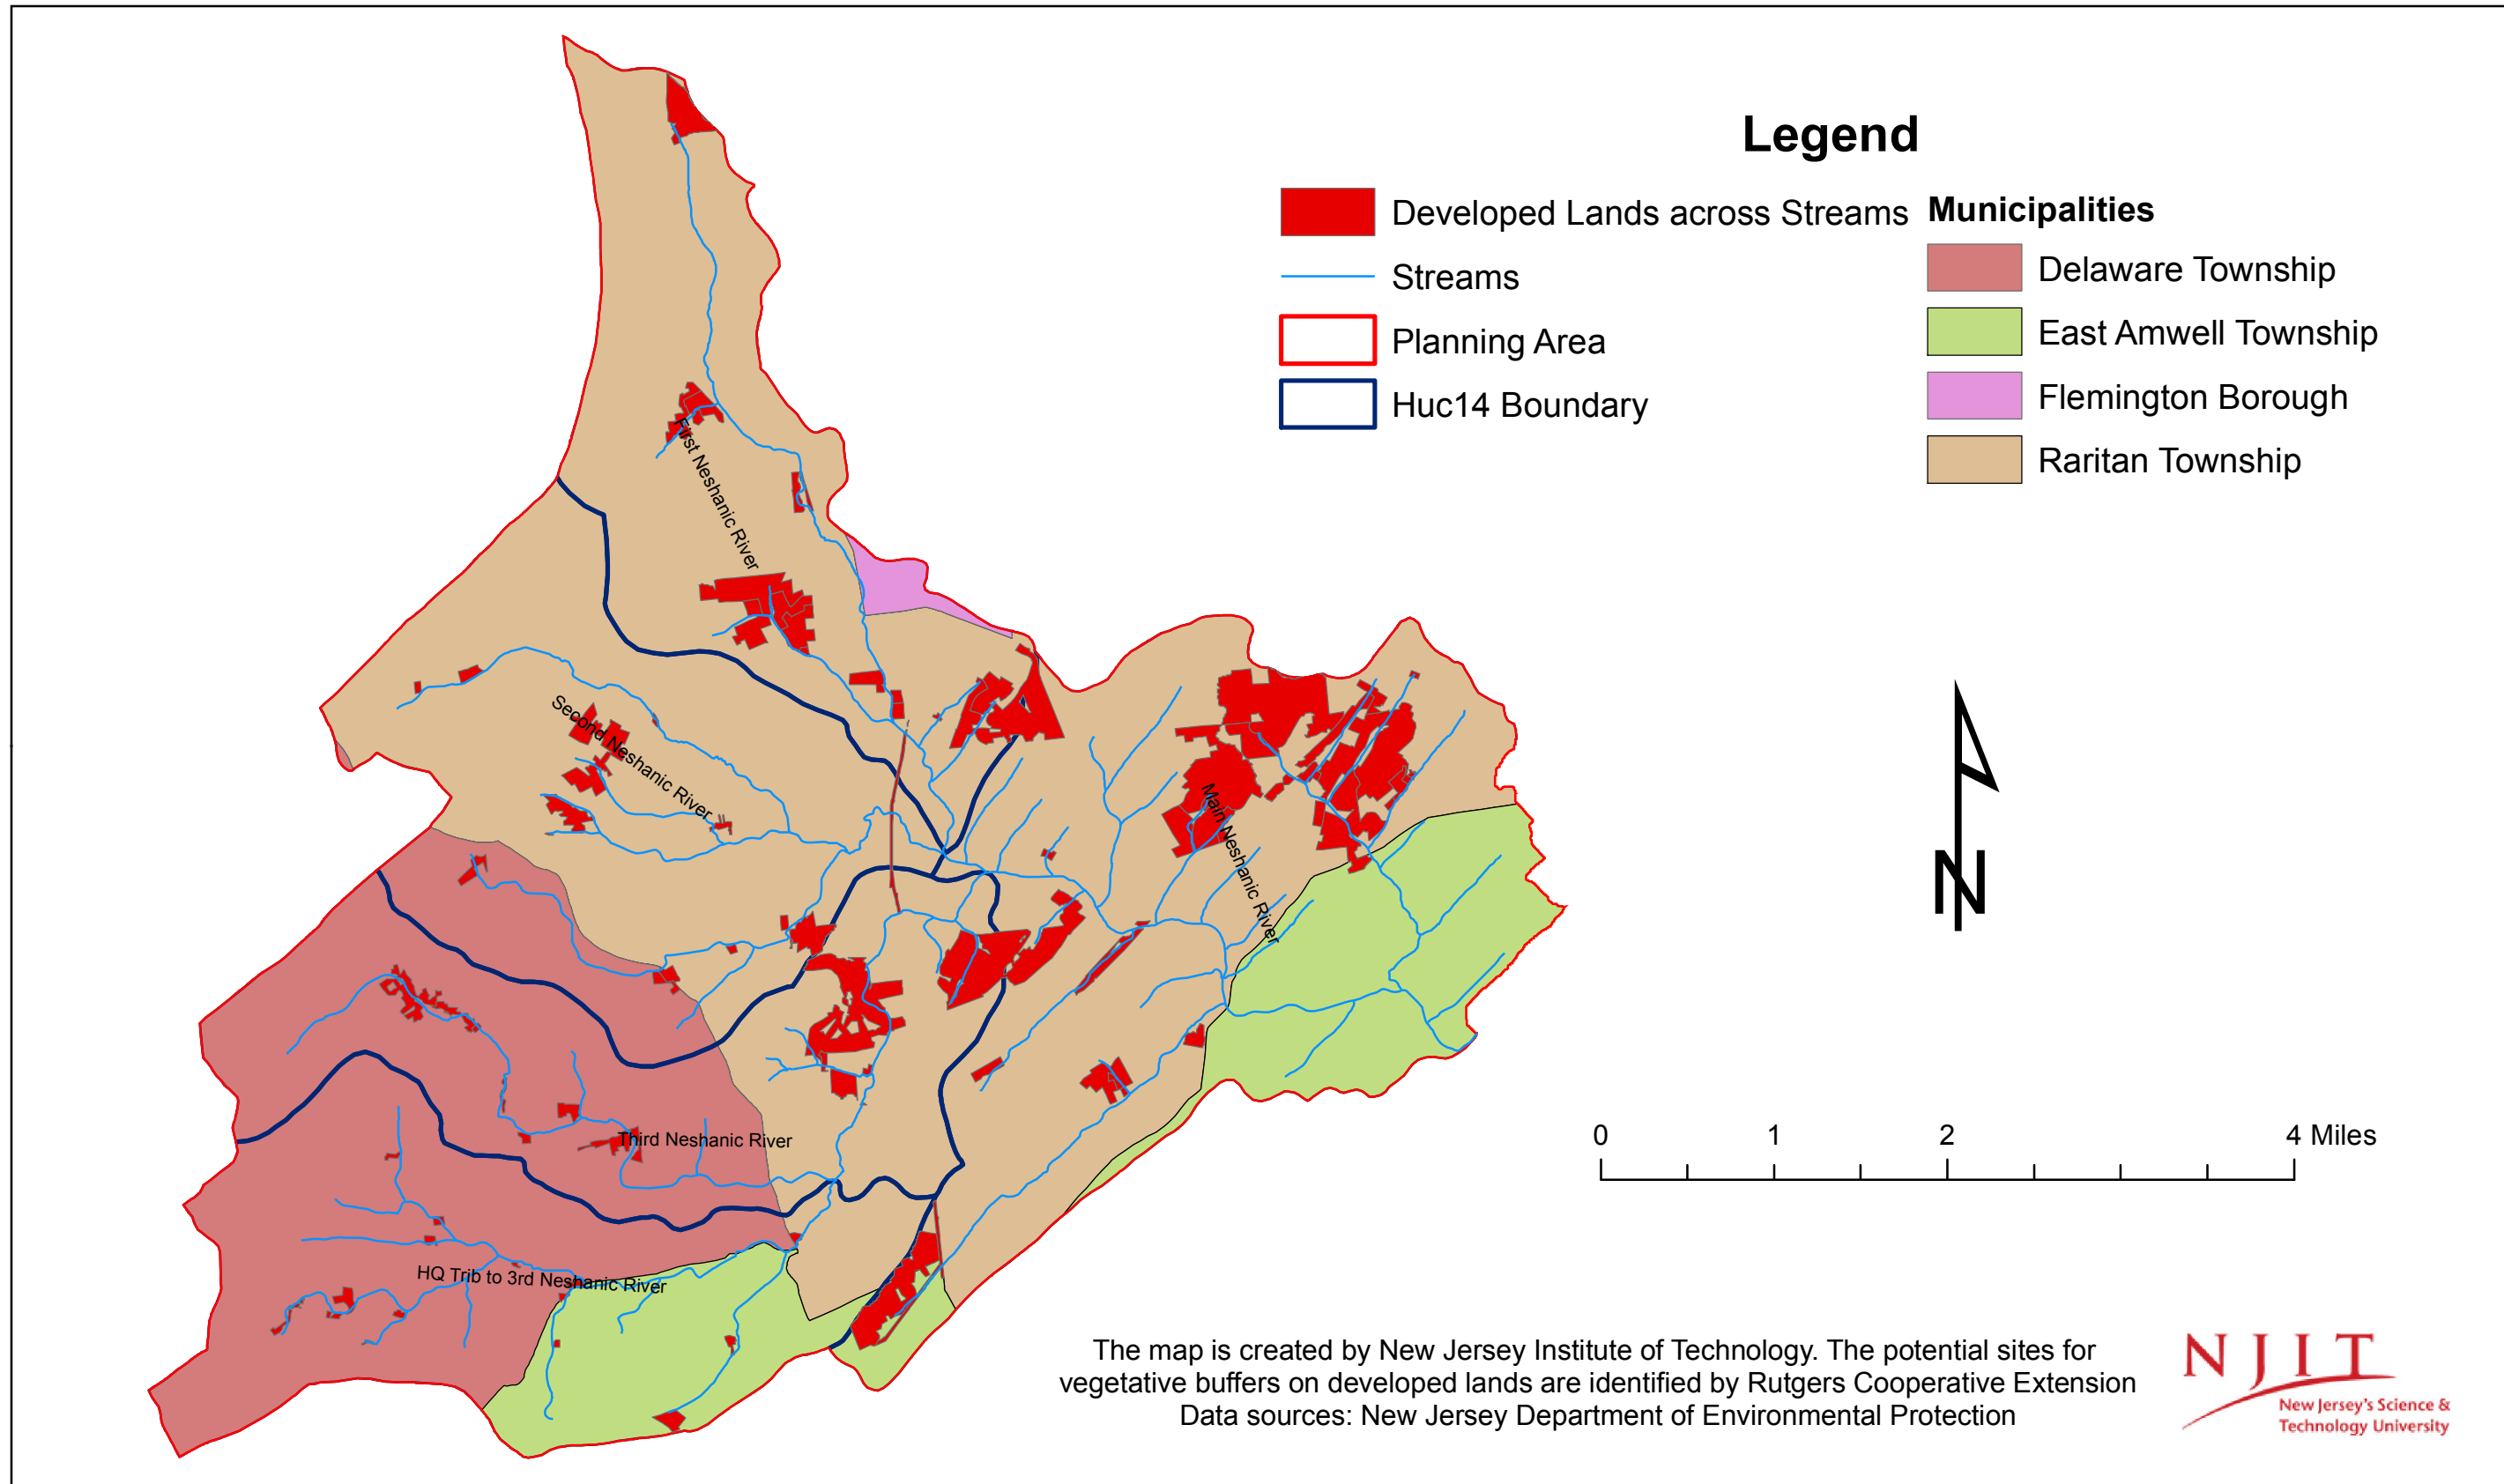 Legend
Developed Lands across Streams
Streams
Planning Area
Huc14 Boundary
Municipalities
Delaware Township
East Amwell Township
Flemington Borough
Raritan Township
First Neshanic River
Second Neshanic River
Main Neshanic River
Third Neshanic River
HQ Trib to 3rd Neshanic River
N
0 1 2 4 Miles
The map is created by New Jersey Institute of Technology. The potential sites for
vegetative buffers on developed lands are identified by Rutgers Cooperative Extension
Data sources: New Jersey Department of Environmental Protection
NJIT
New Jersey's Science &
Technology University